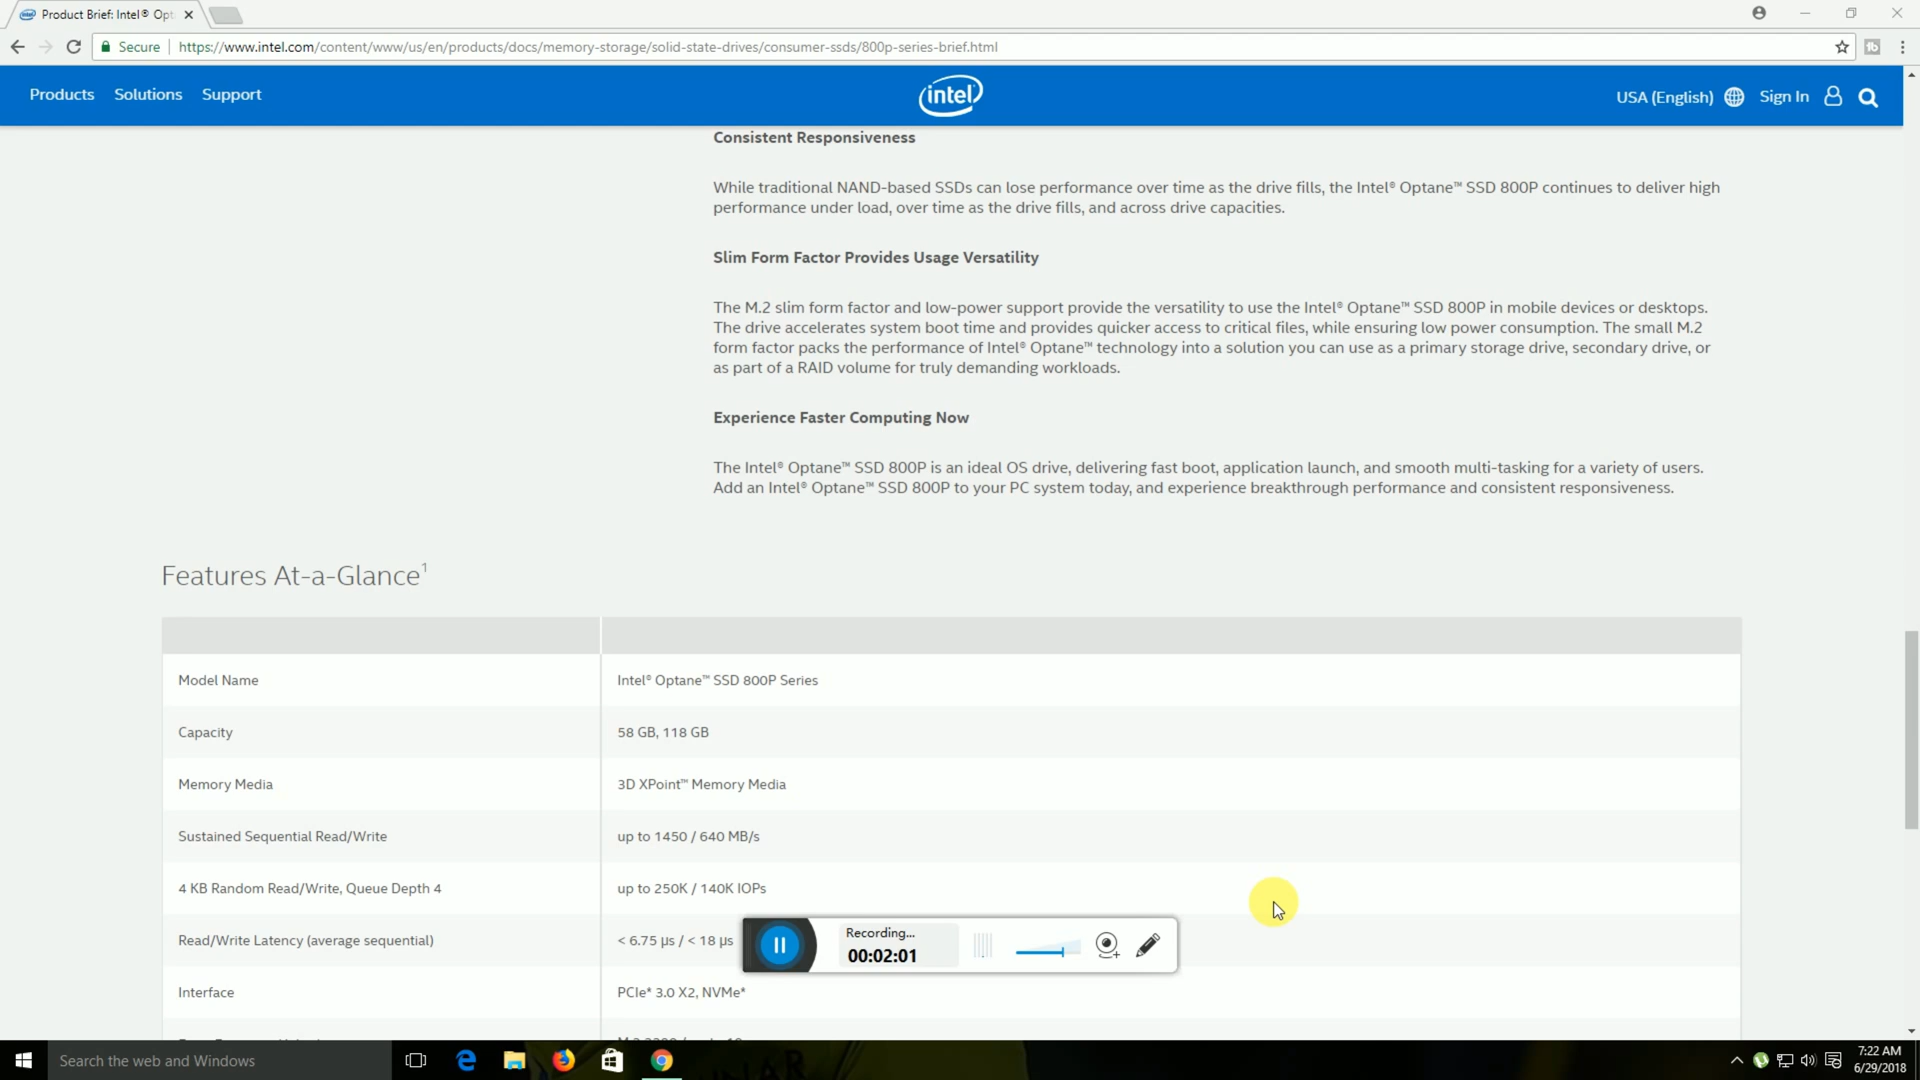 Product Brief: Intel® Opt
Secure
https://www.intel.com/content/www/us/en/products/docs/memory-storage/solid-state-drives/consumer-ssds/800p-series-brief.html
Products Solutions Support
intel
USA (English) Sign In
Consistent Responsiveness
While traditional NAND-based SSDs can lose performance over time as the drive fills, the Intel® Optane™ SSD 800P continues to deliver high
performance under load, over time as the drive fills, and across drive capacities.
Slim Form Factor Provides Usage Versatility
The M.2 slim form factor and low-power support provide the versatility to use the Intel® Optane™ SSD 800P in mobile devices or desktops.
The drive accelerates system boot time and provides quicker access to critical files, while ensuring low power consumption. The small M.2
form factor packs the performance of Intel® Optane™ technology into a solution you can use as a primary storage drive, secondary drive, or
as part of a RAID volume for truly demanding workloads.
Experience Faster Computing Now
The Intel® Optane™ SSD 800P is an ideal OS drive, delivering fast boot, application launch, and smooth multi-tasking for a variety of users.
Add an Intel® Optane™ SSD 800P to your PC system today, and experience breakthrough performance and consistent responsiveness.
Features At-a-Glance¹
Model Name Intel® Optane™ SSD 800P Series
Capacity 58 GB, 118 GB
Memory Media 3D XPoint™ Memory Media
Sustained Sequential Read/Write up to 1450 / 640 MB/s
4 KB Random Read/Write, Queue Depth 4 up to 250K / 140K IOPs
Read/Write Latency (average sequential) < 6.75 µs / < 18 µs
Recording...
00:02:01
Interface PCIe* 3.0 X2, NVMe*
Search the web and Windows
7:22 AM
6/29/2018